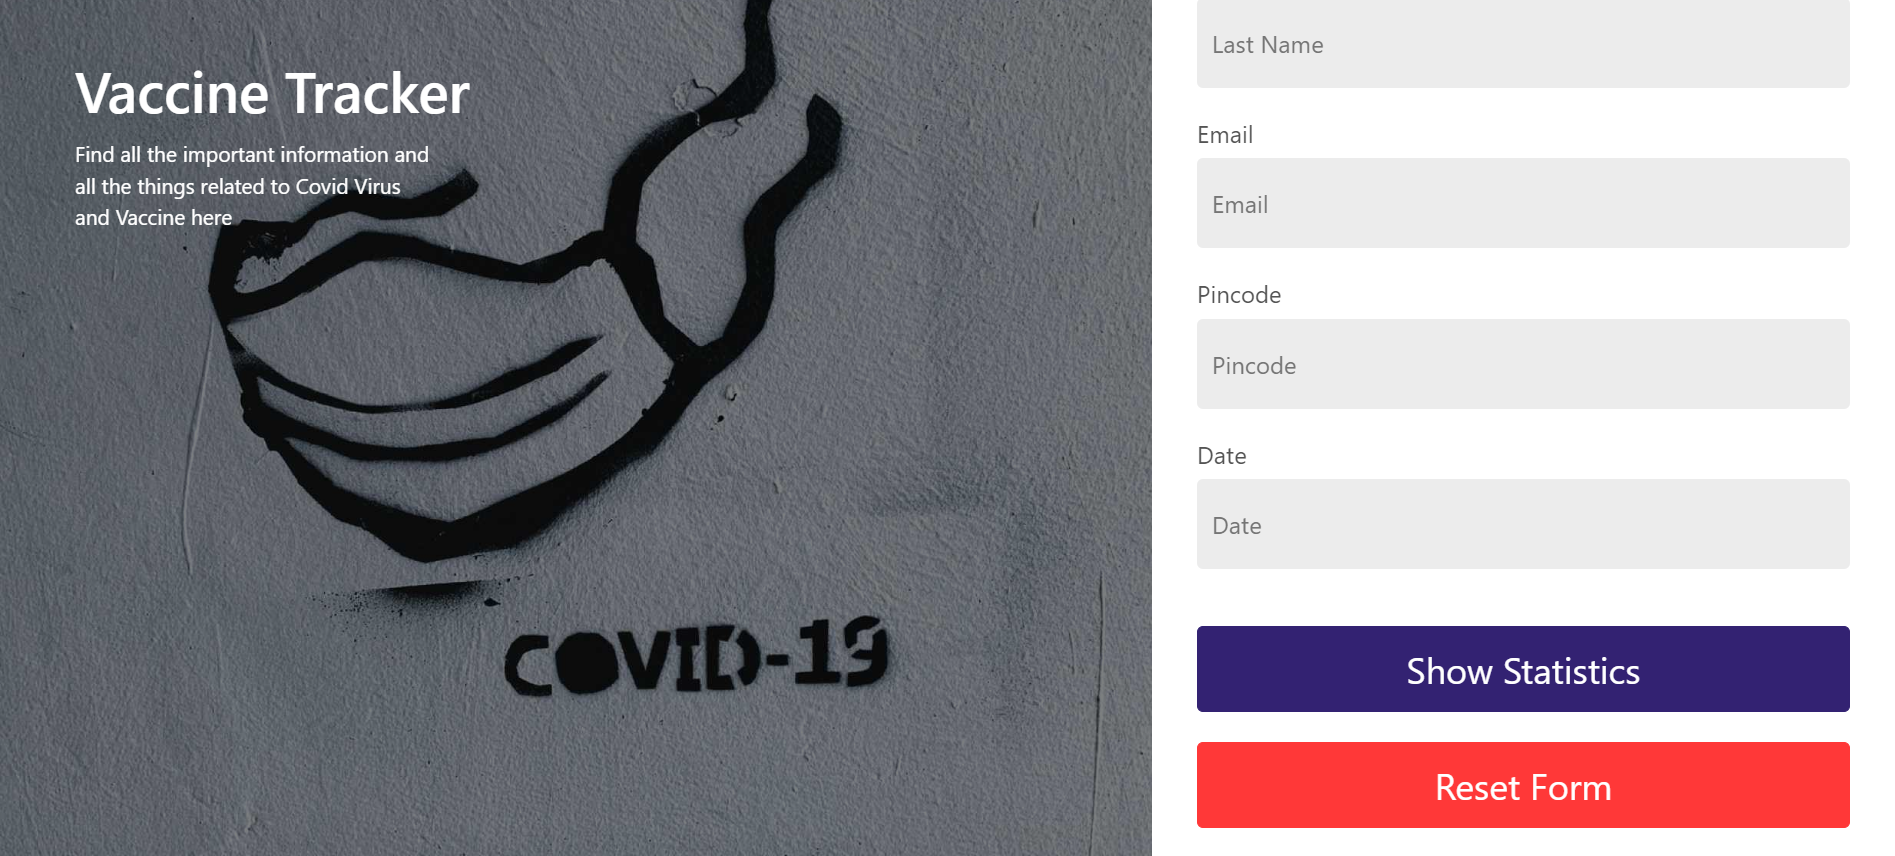 Vaccine Tracker
Find all the important information and
all the things related to Covid Virus
and Vaccine here
COVID-19
Last Name
Email
Email
Pincode
Pincode
Date
Date
Show Statistics
Reset Form